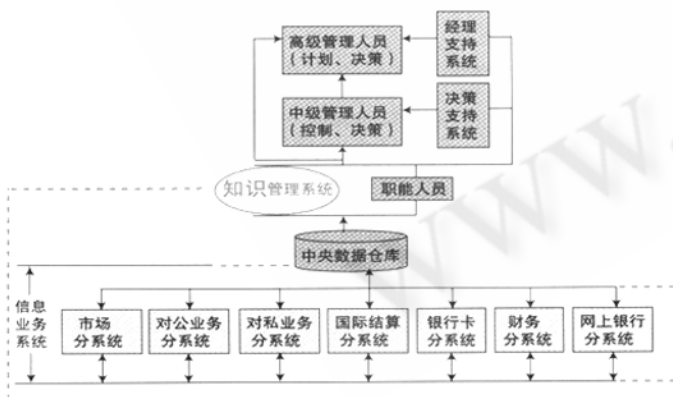 高级管理人员
(计划、决策)
经理
支持
系统
中级管理人员
(控制、决策)
决策
支持
系统
知识管理系统
职能人员
中央数据仓库
信息
业务
系统
市场
分系统
对公业务
分系统
对私业务
分系统
国际结算
分系统
银行卡
分系统
财务
分系统
网上银行
分系统
WWW.